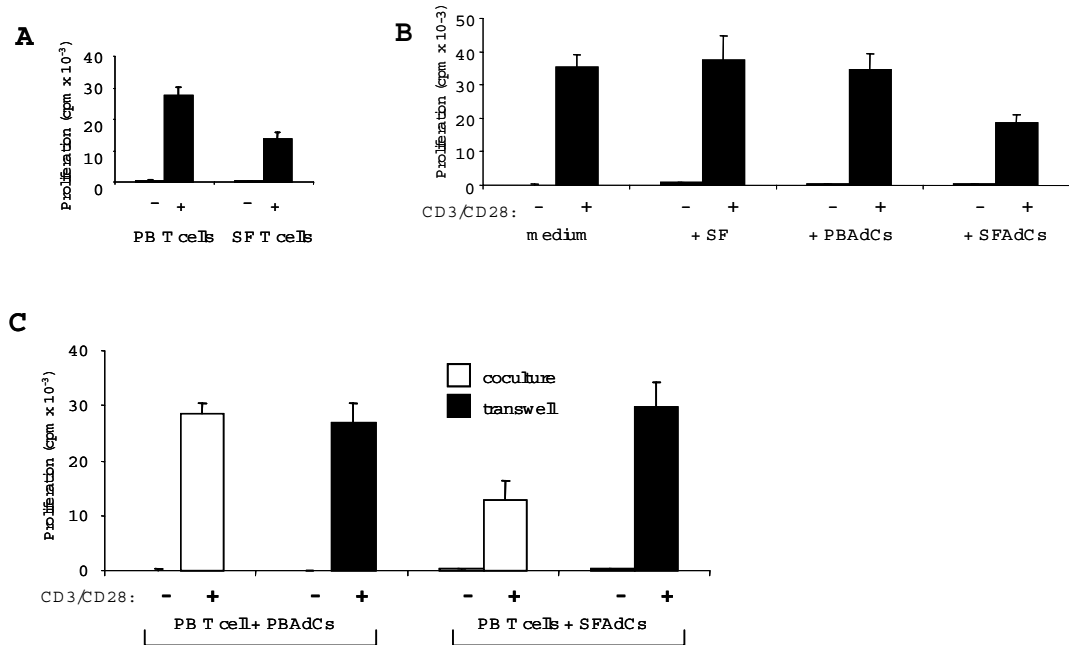 A
Proliferation (cpm x 10-3)
40
30
20
10
0
- + - +
PB T cells SF T cells
B
Proliferation (cpm x10-3)
50
40
30
20
10
0
CD3/CD28: - + - + - + - +
medium + SF + PBAdCs + SFAdCs
C
Proliferation (cpm x 10-3)
40
30
20
10
0
coculture
transwell
CD3/CD28: - + - + - + - +
PB T cell + PBAdCs PB T cells + SFAdCs